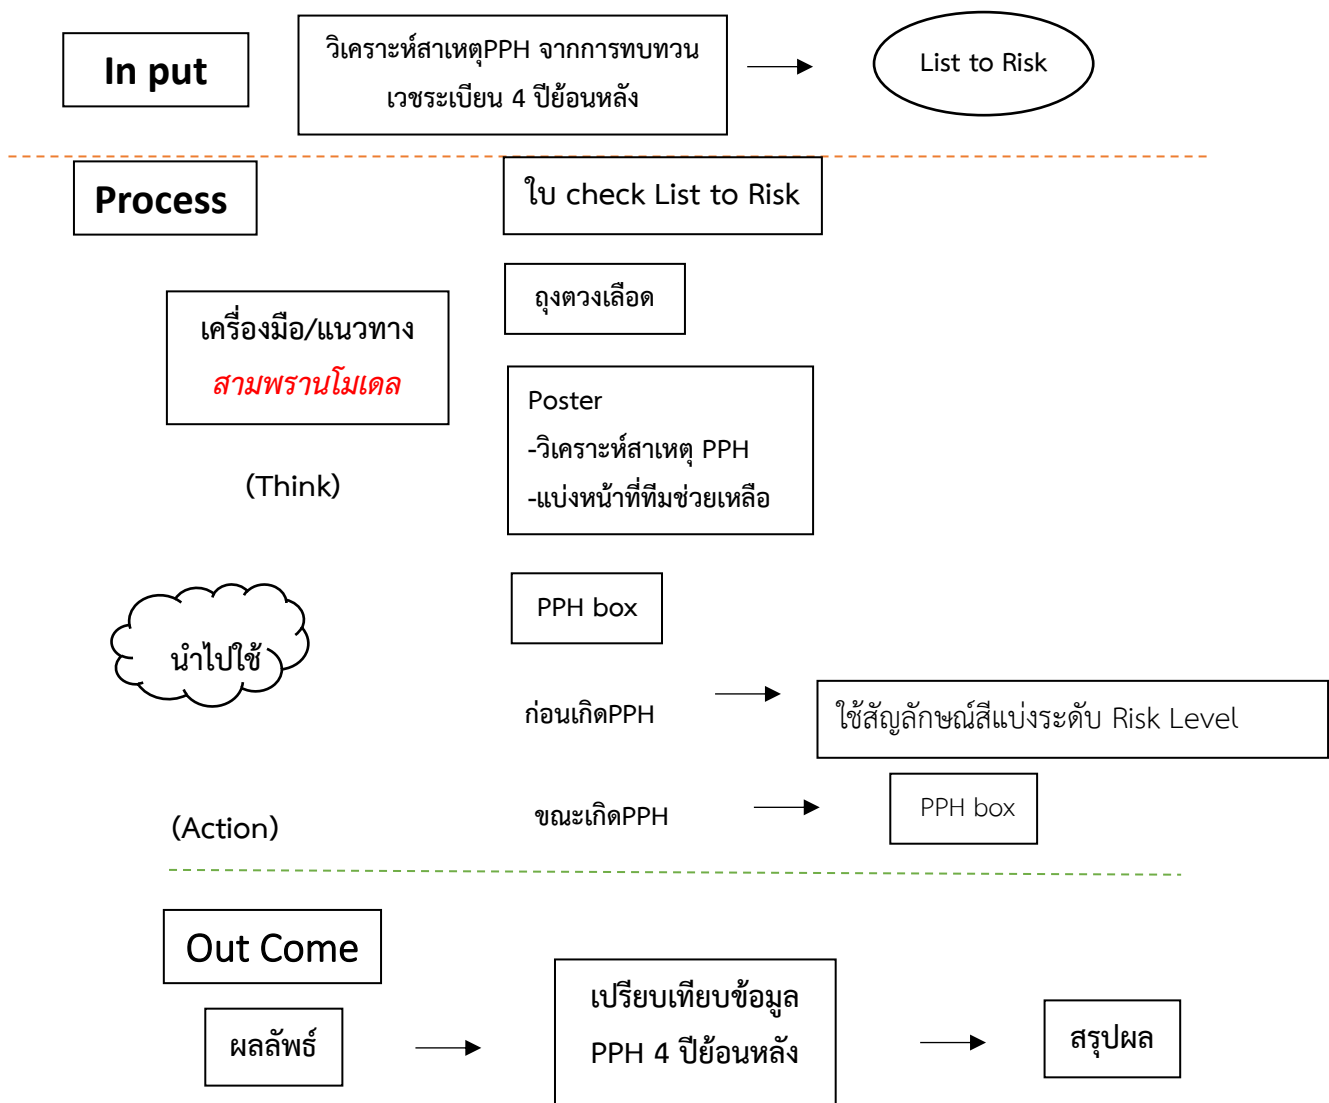 In put
วิเคราะห์สาเหตุPPH จากการทบทวน
เวชระเบียน 4 ปีย้อนหลัง
List to Risk
Process
ใบ check List to Risk
ถุงตวงเลือด
เครื่องมือ/แนวทาง
สามพรานโมเดล
Poster
-วิเคราะห์สาเหตุ PPH
-แบ่งหน้าที่ทีมช่วยเหลือ
(Think)
PPH box
นำไปใช้
ก่อนเกิดPPH
ใช้สัญลักษณ์สีแบ่งระดับ Risk Level
ขณะเกิดPPH
PPH box
(Action)
Out Come
ผลลัพธ์
เปรียบเทียบข้อมูล
PPH 4 ปีย้อนหลัง
สรุปผล